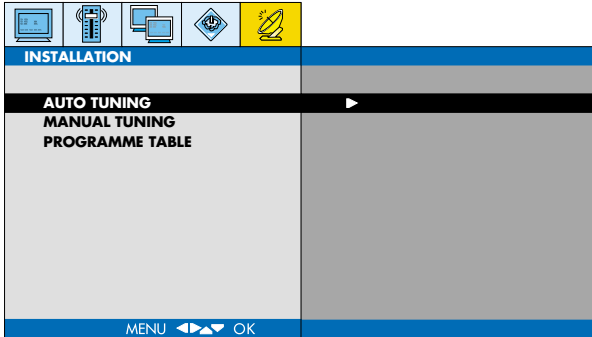 INSTALLATION
AUTO TUNING
MANUAL TUNING
PROGRAMME TABLE
MENU ◀▶▲▼ OK